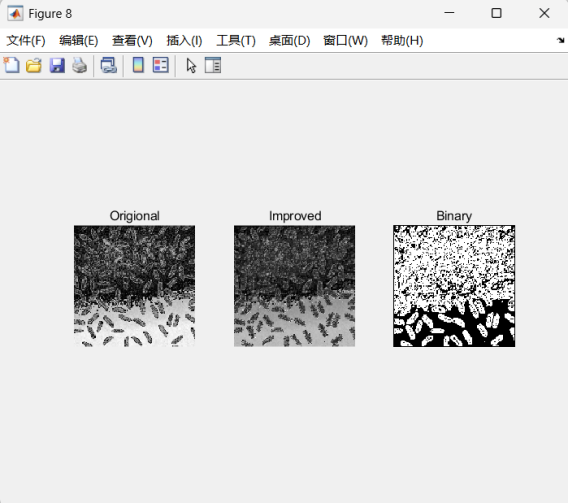 Figure 8
文件(F) 编辑(E) 查看(V) 插入(I) 工具(T) 桌面(D) 窗口(W) 帮助(H)
Origional Improved Binary